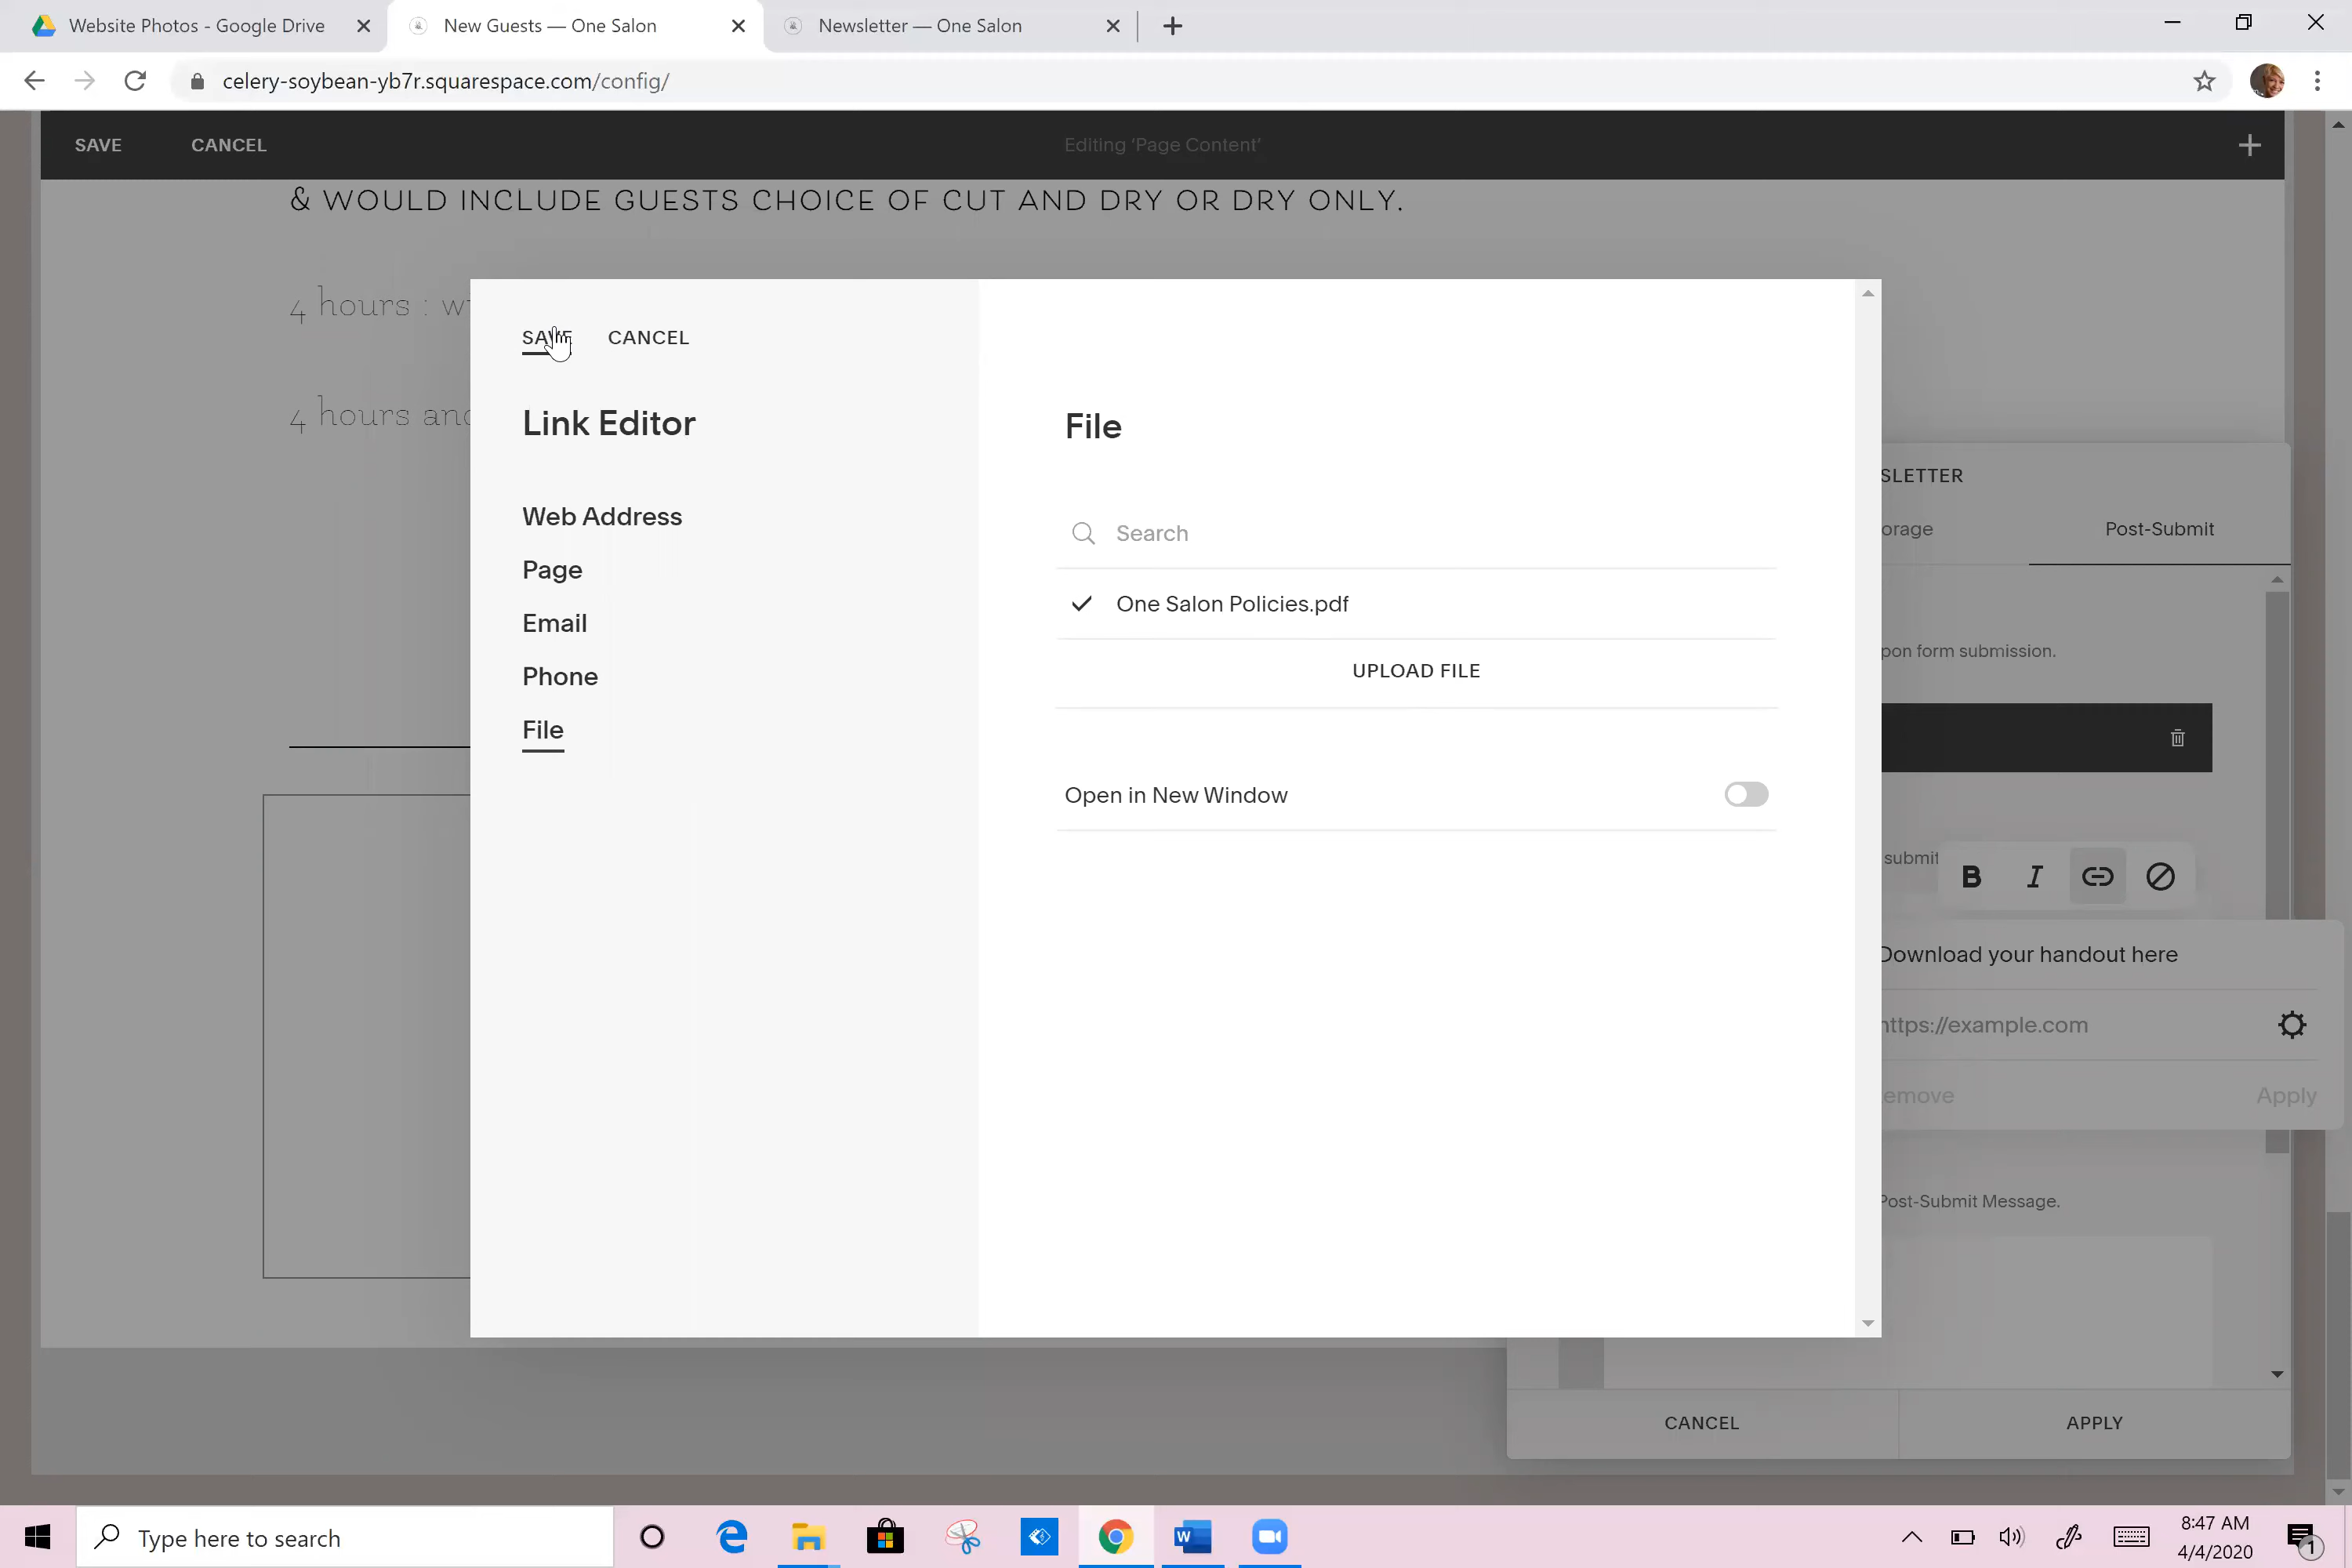 Website Photos - Google Drive
New Guests — One Salon
Newsletter — One Salon
celery-soybean-yb7r.squarespace.com/config/
SAVE CANCEL Editing 'Page Content'
& WOULD INCLUDE GUESTS CHOICE OF CUT AND DRY OR DRY ONLY.
4 hours :
4 hours
SAVE CANCEL
Link Editor
Web Address
Page
Email
Phone
File
File
Search
One Salon Policies.pdf
UPLOAD FILE
Open in New Window
SLETTER
orage Post-Submit
pon form submission.
submit
B I
Download your handout here
https://example.com
emove Apply
Post-Submit Message.
CANCEL APPLY
Type here to search
W
8:47 AM
4/4/2020
1